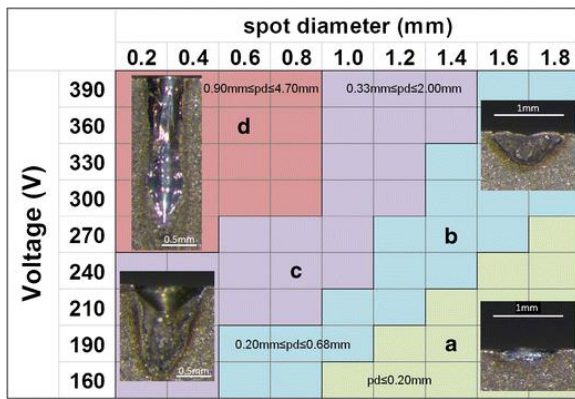 spot diameter (mm)
0.2 0.4 0.6 0.8 1.0 1.2 1.4 1.6 1.8
Voltage (V)
390 0.90mm≤pd≤4.70mm 0.33mm≤pd≤2.00mm
1mm
360 d
330
300
0.5mm
270 b
240 c
210
1mm
190 0.20mm≤pd≤0.68mm a
0.5mm
160 pd≤0.20mm